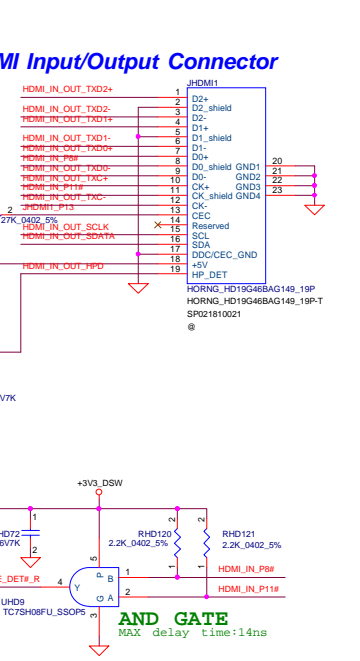 MI Input/Output Connector
JHDMI1
HDMI_IN_OUT_TXD2+ 1 D2+
2 D2_shield
HDMI_IN_OUT_TXD2- 3 D2-
HDMI_IN_OUT_TXD1+ 4 D1+
5 D1_shield
HDMI_IN_OUT_TXD1- 6 D1-
HDMI_IN_OUT_TXD0+ 7 D0+
HDMI_IN_P8# 8 D0_shield GND1 20
HDMI_IN_OUT_TXD0- 9 D0- GND2 21
HDMI_IN_OUT_TXC+ 10 CK+ GND3 22
HDMI_IN_P11# 11 CK_shield GND4 23
HDMI_IN_OUT_TXC- 12 CK-
2 JHDMI1_P13 13 CEC
27K_0402_5% 14 Reserved
HDMI_IN_OUT_SCLK 15 SCL
HDMI_IN_OUT_SDATA 16 SDA
17 DDC/CEC_GND
18 +5V
HDMI_IN_OUT_HPD 19 HP_DET
HORNG_HD19G46BAG149_19P
HORNG_HD19G46BAG149_19P-T
SP021810021
@
V7K
+3V3_DSW
1 2 2
HD72 RHD120 RHD121
6V7K 2.2K_0402_5% 2.2K_0402_5%
2 5 1 1
E_DET#_R 4 Y P B 1 HDMI_IN_P8#
G A 2 HDMI_IN_P11#
UHD9
TC7SH08FU_SSOP5
3
AND GATE
MAX delay time:14ns